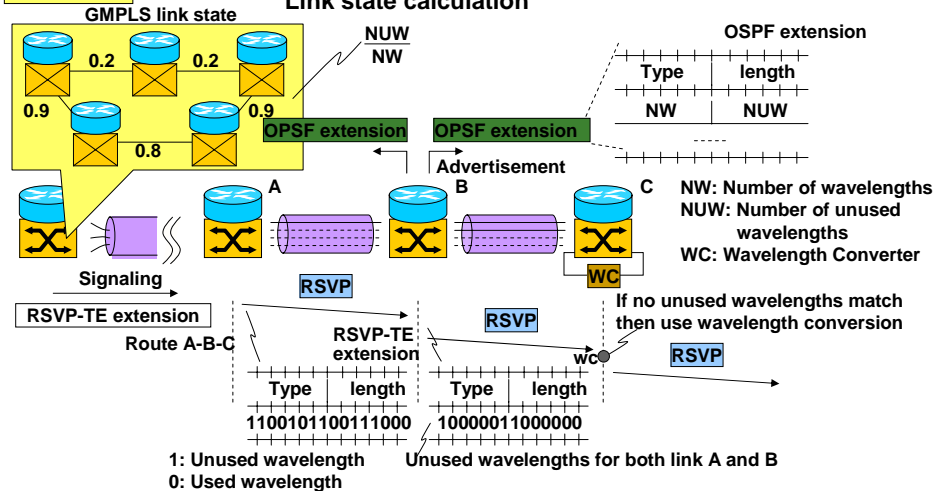 Link state calculation
GMPLS link state
NUW
NW
OSPF extension
0.2
0.2
Type length
0.9
0.9
NW NUW
OPSF extension
OPSF extension
0.8
Advertisement
A
B
C
NW: Number of wavelengths
NUW: Number of unused
wavelengths
WC: Wavelength Converter
WC
Signaling
RSVP
If no unused wavelengths match
then use wavelength conversion
RSVP-TE extension
RSVP
Route A-B-C
RSVP-TE
extension
wc
RSVP
Type length
Type length
1100101100111000
10000011000000
1: Unused wavelength
Unused wavelengths for both link A and B
0: Used wavelength